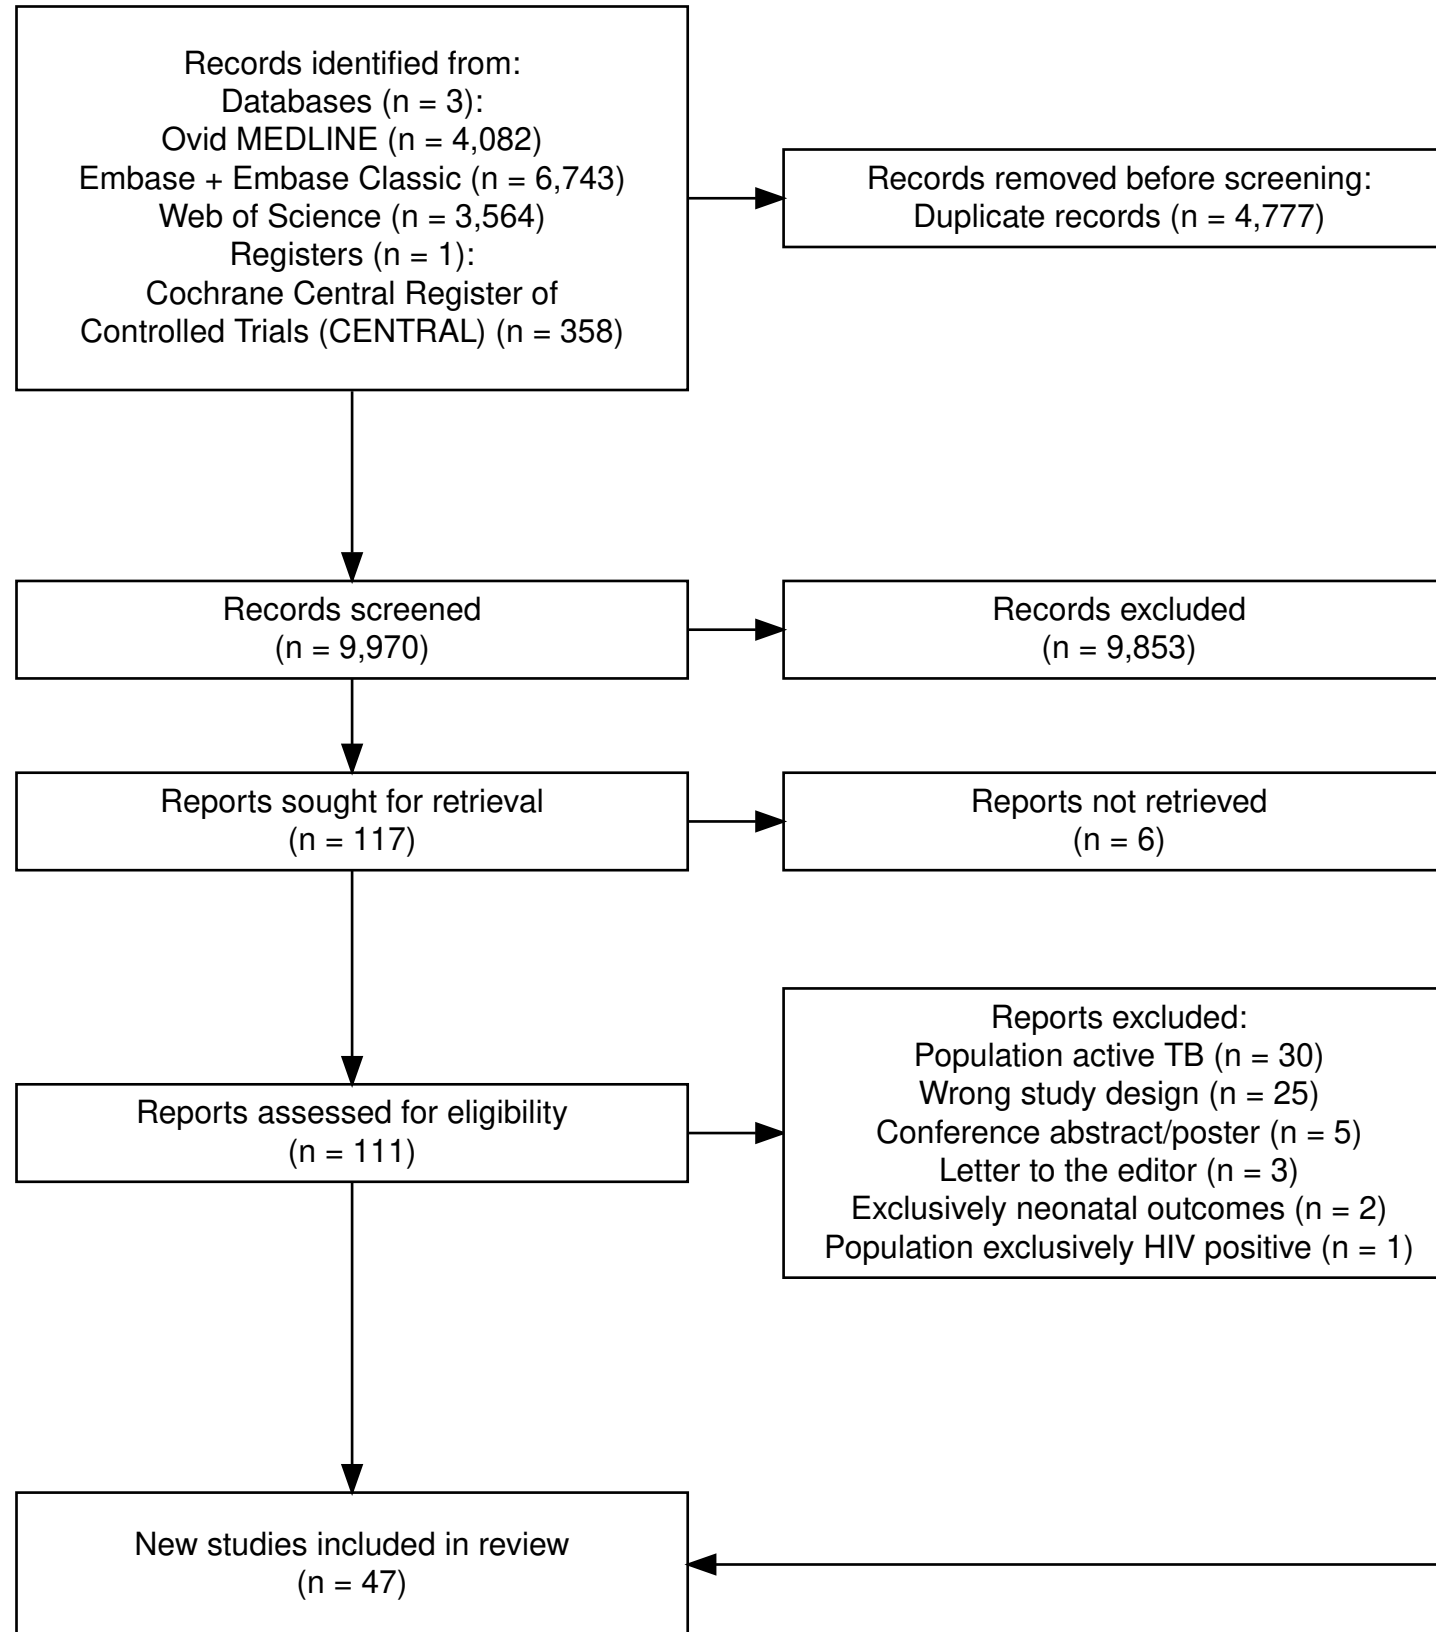 Records identified from:
Databases (n = 3):
Ovid MEDLINE (n = 4,082)
Embase + Embase Classic (n = 6,743)
Web of Science (n = 3,564)
Registers (n = 1):
Cochrane Central Register of
Controlled Trials (CENTRAL) (n = 358)
Records removed before screening:
Duplicate records (n = 4,777)
Records screened
(n = 9,970)
Records excluded
(n = 9,853)
Reports sought for retrieval
(n = 117)
Reports not retrieved
(n = 6)
Reports assessed for eligibility
(n = 111)
Reports excluded:
Population active TB (n = 30)
Wrong study design (n = 25)
Conference abstract/poster (n = 5)
Letter to the editor (n = 3)
Exclusively neonatal outcomes (n = 2)
Population exclusively HIV positive (n = 1)
New studies included in review
(n = 47)